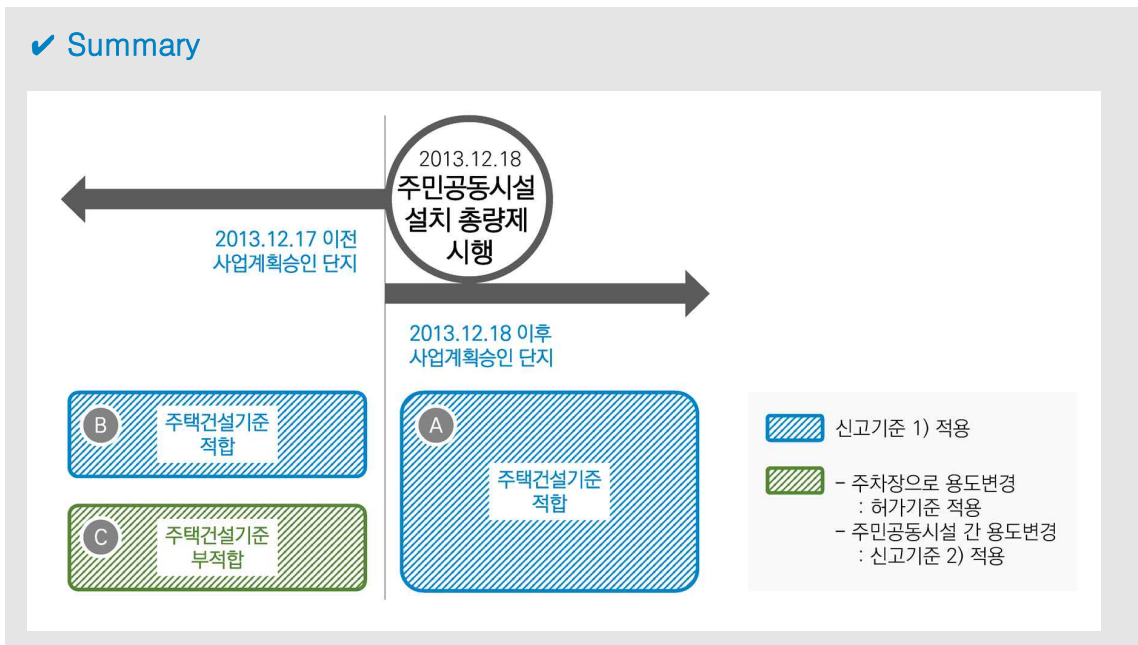 ✔ Summary
2013.12.18
주민공동시설
설치 총량제
시행
2013.12.17 이전
사업계획승인 단지
2013.12.18 이후
사업계획승인 단지
B
주택건설기준
적합
A
주택건설기준
적합
C
주택건설기준
부적합
신고기준 1) 적용
- 주차장으로 용도변경
: 허가기준 적용
- 주민공동시설 간 용도변경
: 신고기준 2) 적용